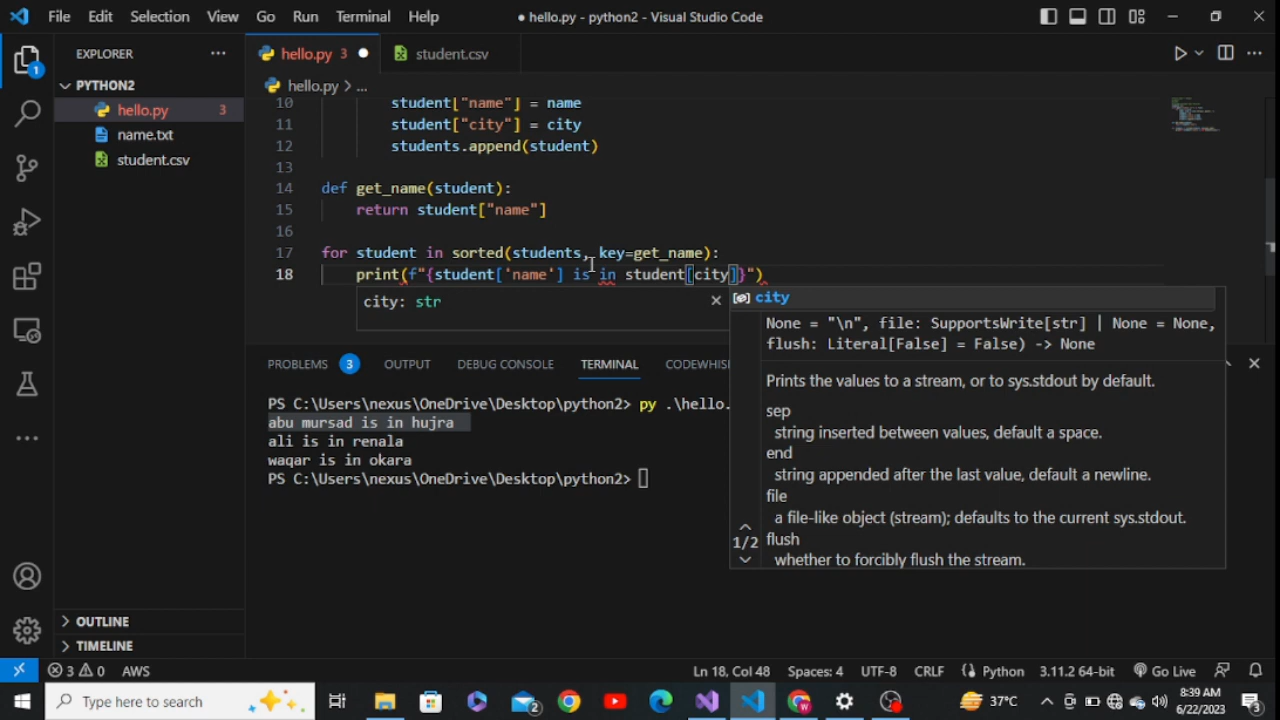 File Edit Selection View Go Run Terminal Help
● hello.py - python2 - Visual Studio Code
EXPLORER ...
hello.py 3 ●
student.csv
PYTHON2
hello.py 3
name.txt
student.csv
hello.py > ...
10 student["name"] = name
11 student["city"] = city
12 students.append(student)
13
14 def get_name(student):
15 return student["name"]
16
17 for student in sorted(students, key=get_name):
18 print(f"{student['name'] is in student[city]}")
city: str
city
None = "\n", file: SupportsWrite[str] | None = None,
flush: Literal[False] = False) -> None
Prints the values to a stream, or to sys.stdout by default.
sep
string inserted between values, default a space.
end
string appended after the last value, default a newline.
file
a file-like object (stream); defaults to the current sys.stdout.
flush
whether to forcibly flush the stream.
1/2
PROBLEMS 3 OUTPUT DEBUG CONSOLE TERMINAL CODEWHIS
PS C:\Users\nexus\OneDrive\Desktop\python2> py .\hello.
abu mursad is in hujra
ali is in renala
waqar is in okara
PS C:\Users\nexus\OneDrive\Desktop\python2>
OUTLINE
TIMELINE
3 0 AWS
Ln 18, Col 48 Spaces: 4 UTF-8 CRLF Python 3.11.2 64-bit Go Live
Type here to search
37°C
8:39 AM
6/22/2023